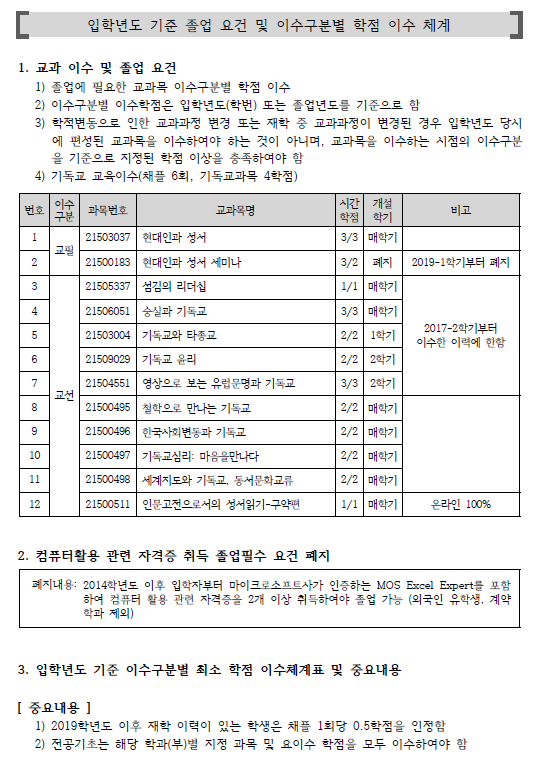 입학년도 기준 졸업 요건 및 이수구분별 학점 이수 체계
1. 교과 이수 및 졸업 요건
1) 졸업에 필요한 교과목 이수구분별 학점 이수
2) 이수구분별 이수학점은 입학년도(학번) 또는 졸업년도를 기준으로 함
3) 학적변동으로 인한 교과과정 변경 또는 재학 중 교과과정이 변경된 경우 입학년도 당시
에 편성된 교과목을 이수하여야 하는 것이 아니며, 교과목을 이수하는 시점의 이수구분
을 기준으로 지정된 학점 이상을 충족하여야 함
4) 기독교 교육이수(채플 6회, 기독교과목 4학점)
번호 이수구분 과목번호 교과목명 시간학점 개설학기 비고
1 교필 21503037 현대인과 성서 3/3 매학기
2 21500183 현대인과 성서 세미나 3/2 폐지 2019-1학기부터 폐지
3 교선 21505337 섬김의 리더십 1/1 매학기 2017-2학기부터 이수한 이력에 한함
4 21506051 숭실과 기독교 3/3 매학기
5 21503004 기독교와 타종교 2/2 1학기
6 21509029 기독교 윤리 2/2 2학기
7 21504551 영상으로 보는 유럽문명과 기독교 3/3 2학기
8 21500495 철학으로 만나는 기독교 2/2 매학기
9 21500496 한국사회변동과 기독교 2/2 매학기
10 21500497 기독교심리: 마음을만나다 2/2 매학기
11 21500498 세계지도와 기독교, 동서문화교류 2/2 매학기
12 21500511 인문고전으로서의 성서읽기-구약편 1/1 매학기 온라인 100%
2. 컴퓨터활용 관련 자격증 취득 졸업필수 요건 폐지
폐지내용: 2014학년도 이후 입학자부터 마이크로소프트사가 인증하는 MOS Excel Expert를 포함
하여 컴퓨터 활용 관련 자격증을 2개 이상 취득하여야 졸업 가능 (외국인 유학생, 계약
학과 제외)
3. 입학년도 기준 이수구분별 최소 학점 이수체계표 및 중요내용
[ 중요내용 ]
1) 2019학년도 이후 재학 이력이 있는 학생은 채플 1회당 0.5학점을 인정함
2) 전공기초는 해당 학과(부)별 지정 과목 및 요이수 학점을 모두 이수하여야 함